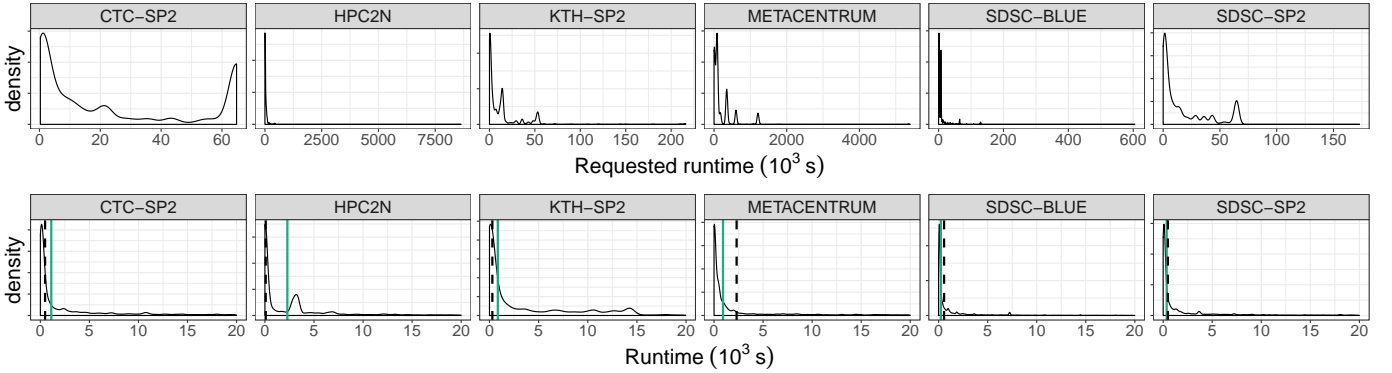 CTC−SP2 HPC2N KTH−SP2 METACENTRUM SDSC−BLUE SDSC−SP2
density
0 20 40 60 0 2500 5000 7500 0 50 100 150 200 0 2000 4000 0 200 400 600 0 50 100 150
Requested runtime (10³ s)
CTC−SP2 HPC2N KTH−SP2 METACENTRUM SDSC−BLUE SDSC−SP2
density
0 5 10 15 20 0 5 10 15 20 0 5 10 15 20 0 5 10 15 20 0 5 10 15 20 0 5 10 15 20
Runtime (10³ s)